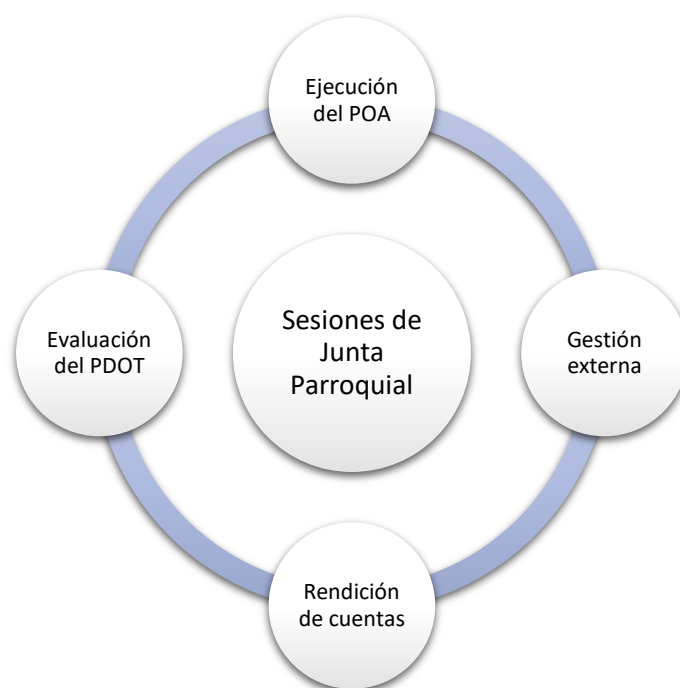 Ejecución
del POA
Evaluación
del PDOT
Sesiones de
Junta
Parroquial
Gestión
externa
Rendición
de cuentas